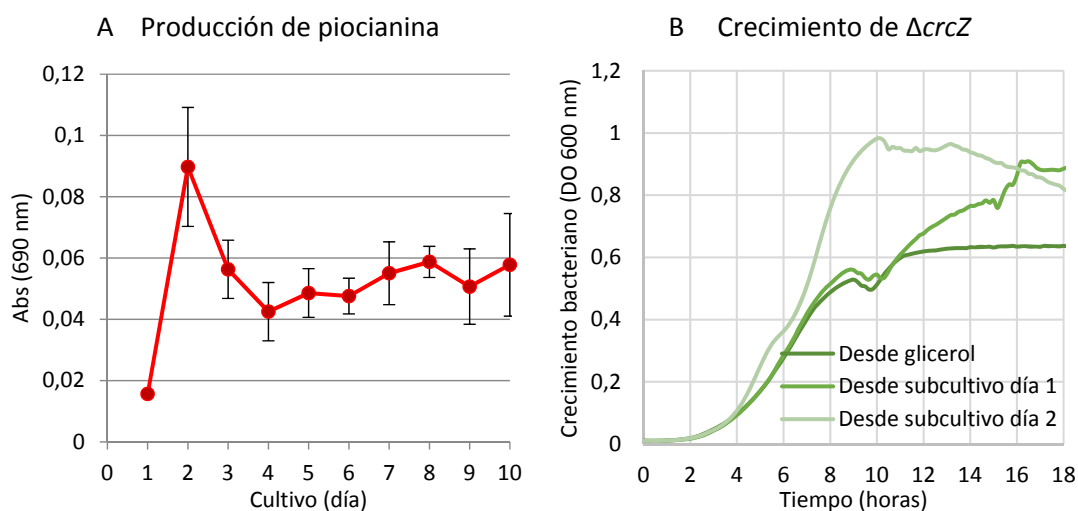 A Producción de piocianina
0,12
0,1
0,08
0,06
0,04
0,02
0
Abs (690 nm)
1 2 3 4 5 6 7 8 9 10
Cultivo (día)
B Crecimiento de ΔcrcZ
1,2
1
0,8
0,6
0,4
0,2
0
Crecimiento bacteriano (DO 600 nm)
Desde glicerol
Desde subcultivo día 1
Desde subcultivo día 2
0 2 4 6 8 10 12 14 16 18
Tiempo (horas)